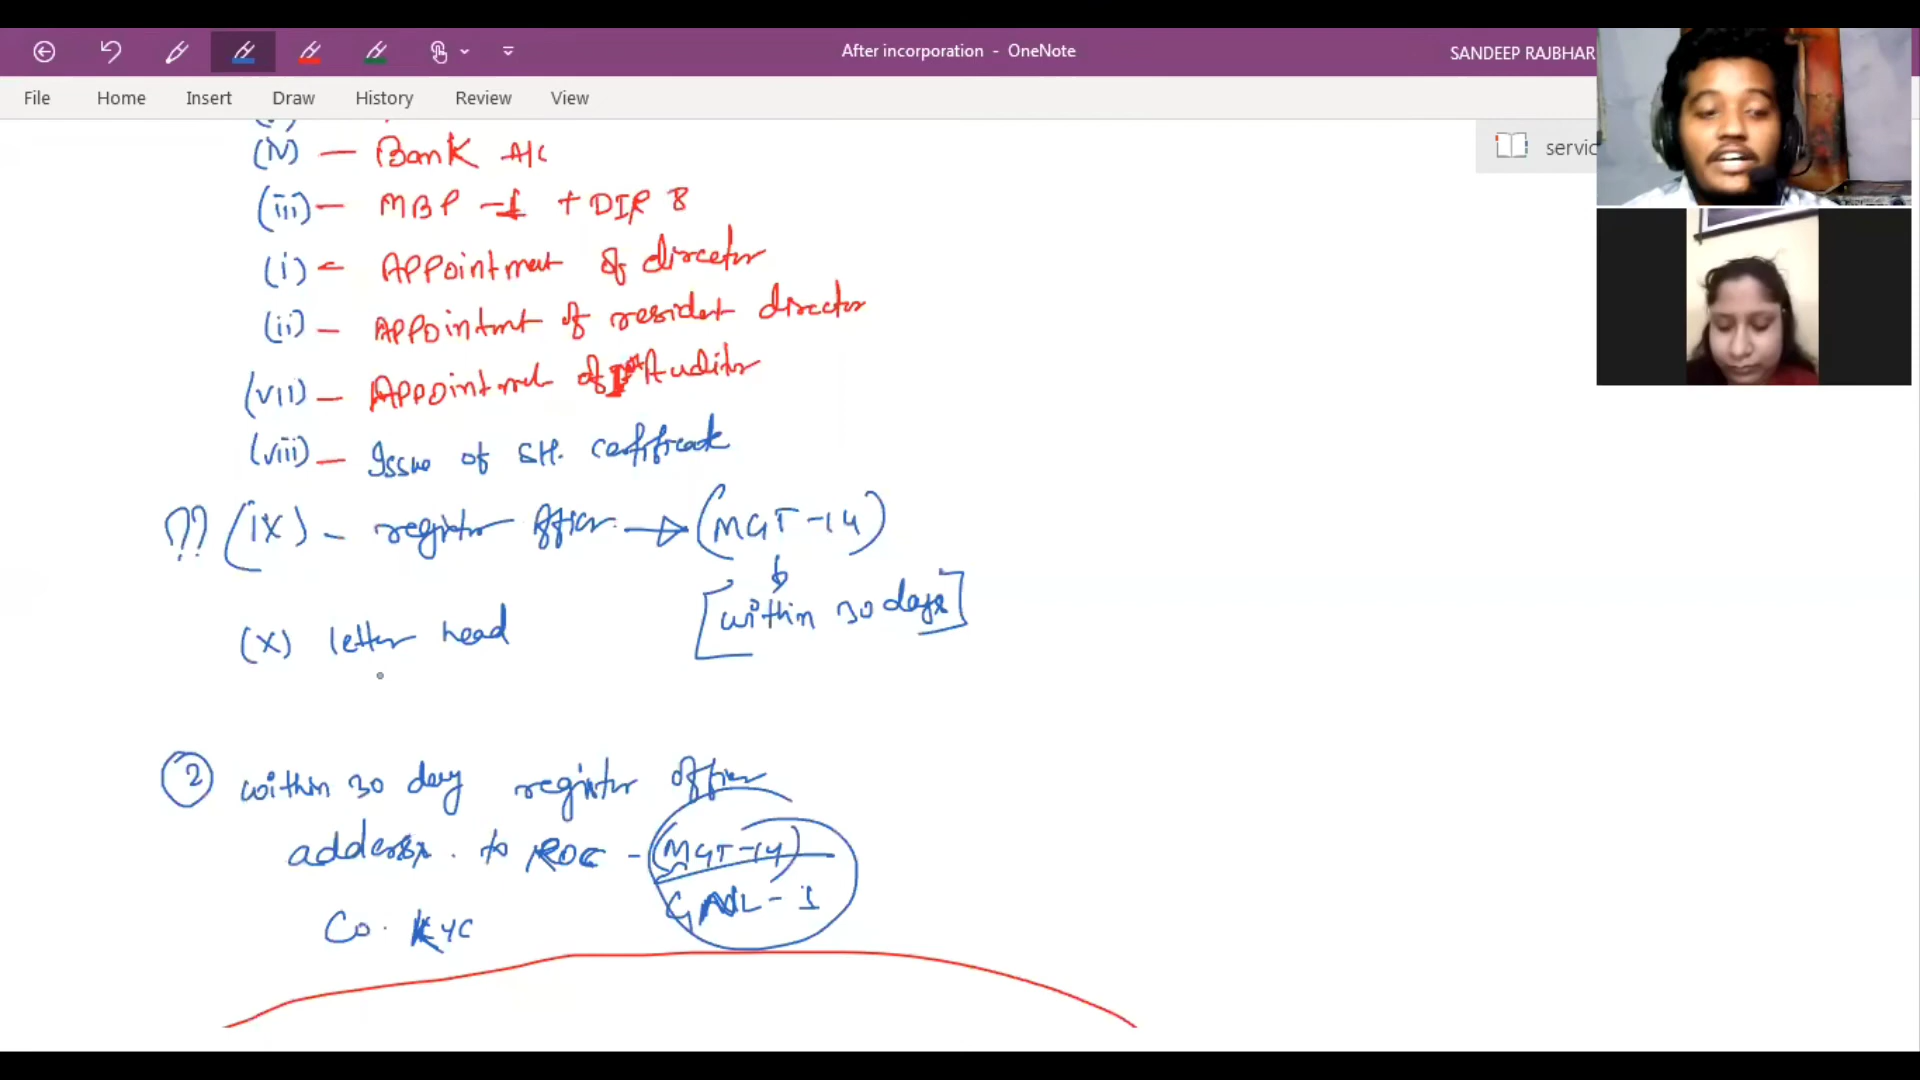 After incorporation - OneNote
SANDEEP RAJBHAR
File Home Insert Draw History Review View
servic
(iv) — Bank A/c
(iii) — MBP -1 + DIR 8
(i) — Appointment of director
(ii) — Appointment of resident director
(vii) — Appointment of 1st Auditor
(viii) — Issue of SH. certificate
?? (ix) — register office → (MGT-14)
[within 30 days]
(x) letter head
② within 30 day register office
address. to ROC - (MGT-14)
GNL-1
Co. KYC